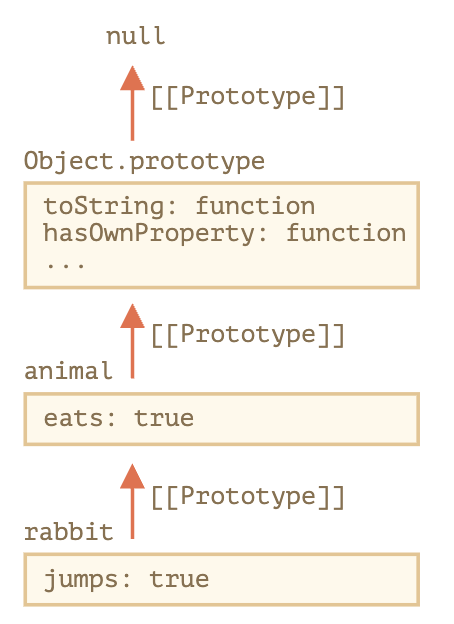 null
[[Prototype]]
Object.prototype
toString: function
hasOwnProperty: function
...
[[Prototype]]
animal
eats: true
[[Prototype]]
rabbit
jumps: true